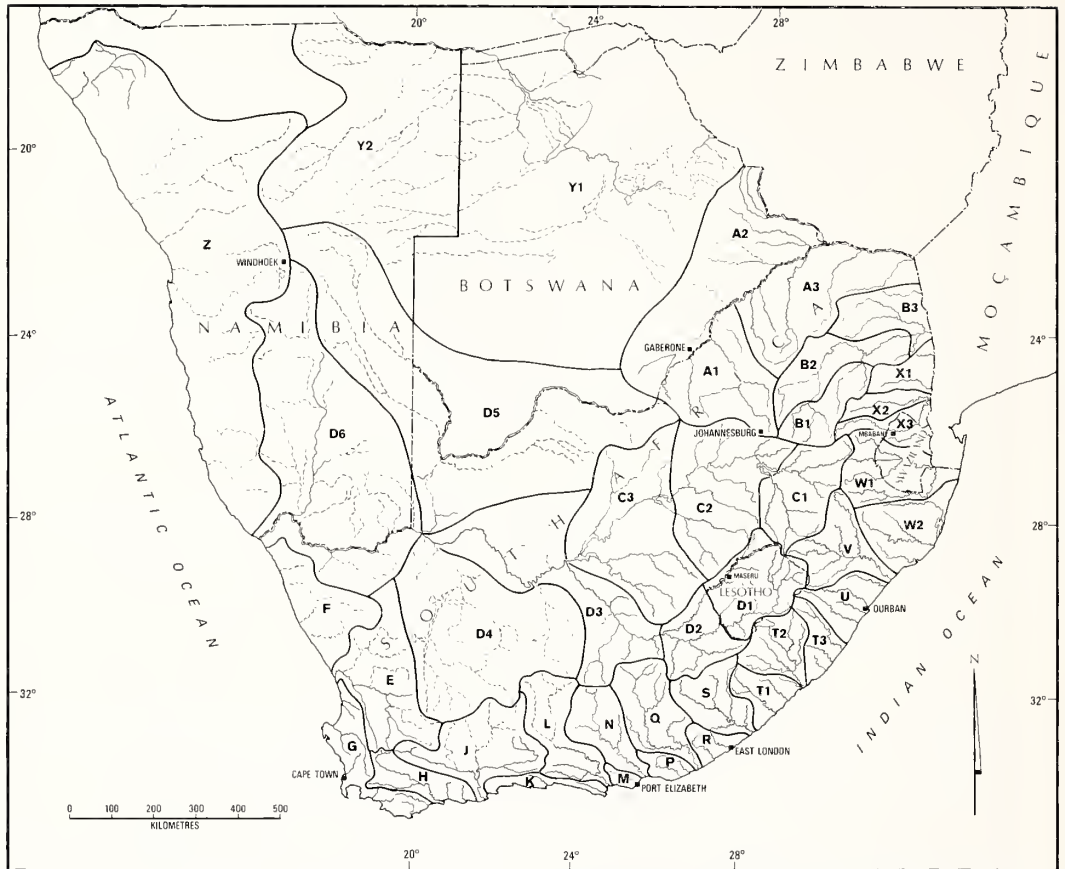 20° 24° 28°
ZIMBABWE
MOÇAMBIQUE
20°
Y2
Y1
Z
A2
WINDHOEK
BOTSWANA
A3
NAMIBIA
B3
24°
24°
GABERONE
B2
A1
X1
D5
X2
X3
B1
D6
JOHANNESBURG
MBABANE
ATLANTIC OCEAN
C3
W1
C1
C2
W2
28°
28°
V
MASERU
LESOTHO
D1
U
DURBAN
F
SOUTH AFRICA
D3
D4
D2
T2
T3
E
S
T1
32°
32°
INDIAN OCEAN
N
G
J
L
N
Q
R
EAST LONDON
P
CAPE TOWN
H
K
M
PORT ELIZABETH
0 100 200 300 400 500
KILOMETRES
20° 24° 28°